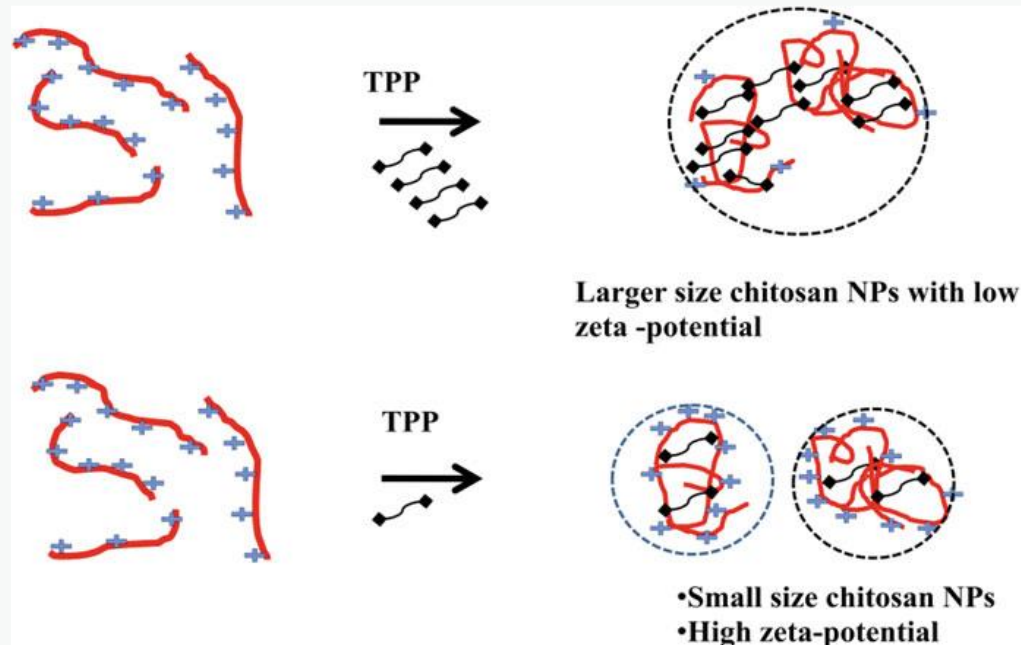 TPP
Larger size chitosan NPs with low
zeta -potential
TPP
•Small size chitosan NPs
•High zeta-potential